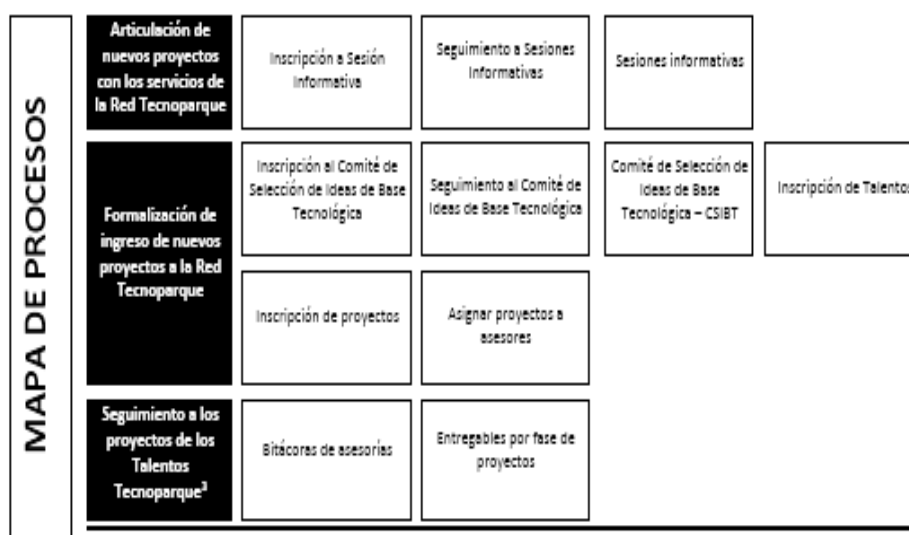 MAPA DE PROCESOS
Articulación de
nuevos proyectos
con los servicios de
la Red Tecnoparque
Inscripción a Sesión
Informativa
Seguimiento a Sesiones
Informativas
Sesiones informativas
Formalización de
ingreso de nuevos
proyectos a la Red
Tecnoparque
Inscripción al Comité de
Selección de Ideas de Base
Tecnológica
Seguimiento al Comité de
Ideas de Base Tecnológica
Comité de Selección de
Ideas de Base
Tecnológica – CSIBT
Inscripción de Talentos
Inscripción de proyectos
Asignar proyectos a
asesores
Seguimiento a los
proyectos de los
Talentos
Tecnoparque³
Bitácoras de asesorías
Entregables por fase de
proyectos